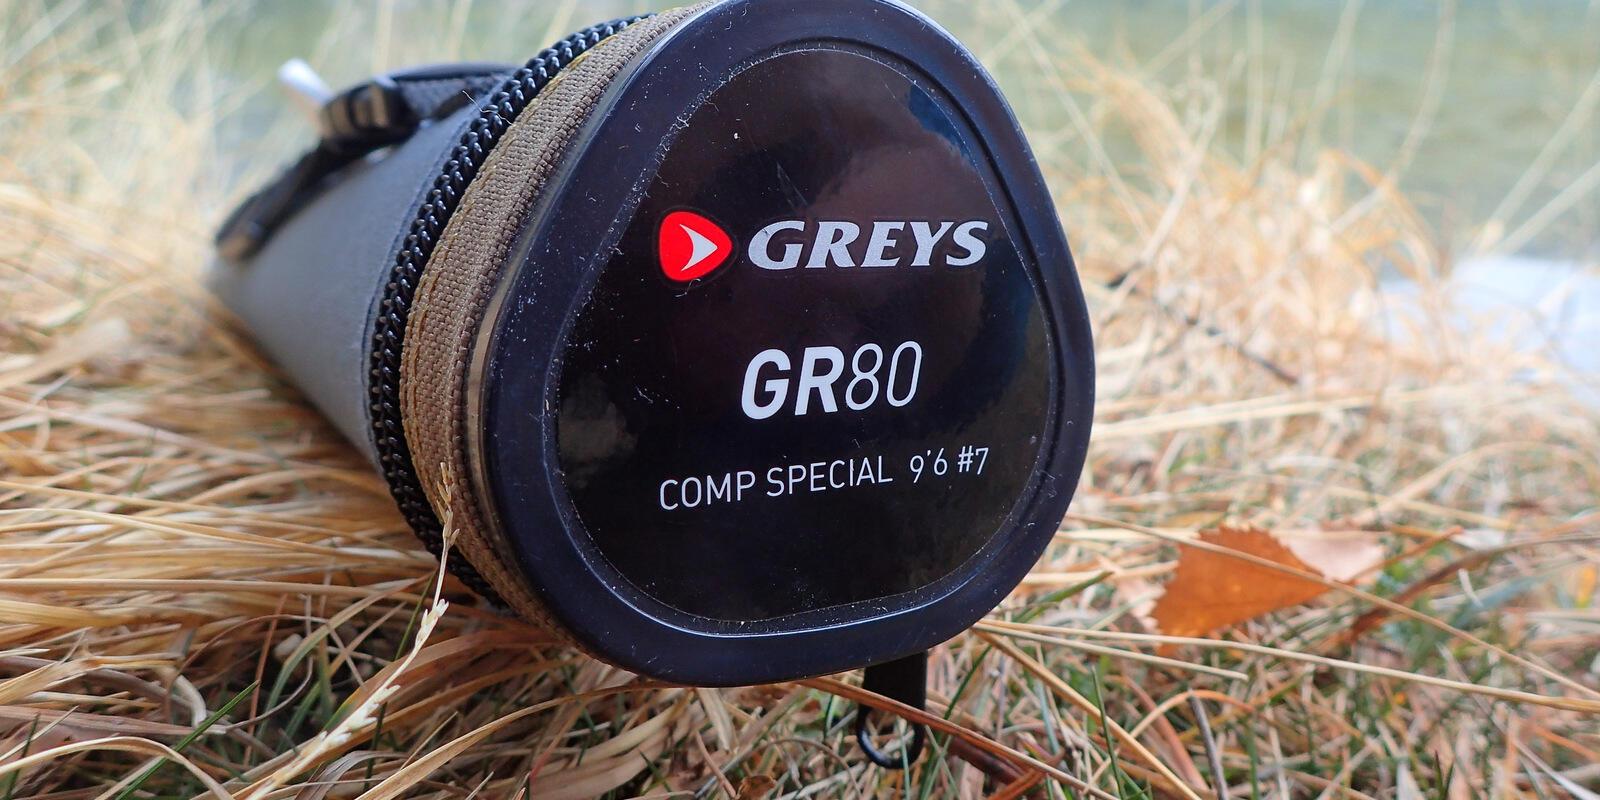 GREYS
GR80
COMP SPECIAL 9'6 #7